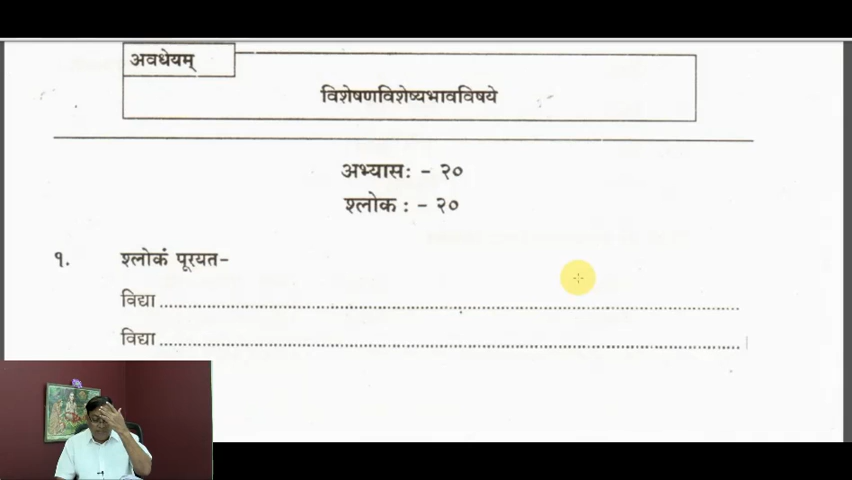 अवधेयम्
विशेषणविशेष्यभावविषये
अभ्यासः - २०
श्लोक : - २०
१. श्लोकं पूरयत-
विद्या ................................................................
विद्या ................................................................